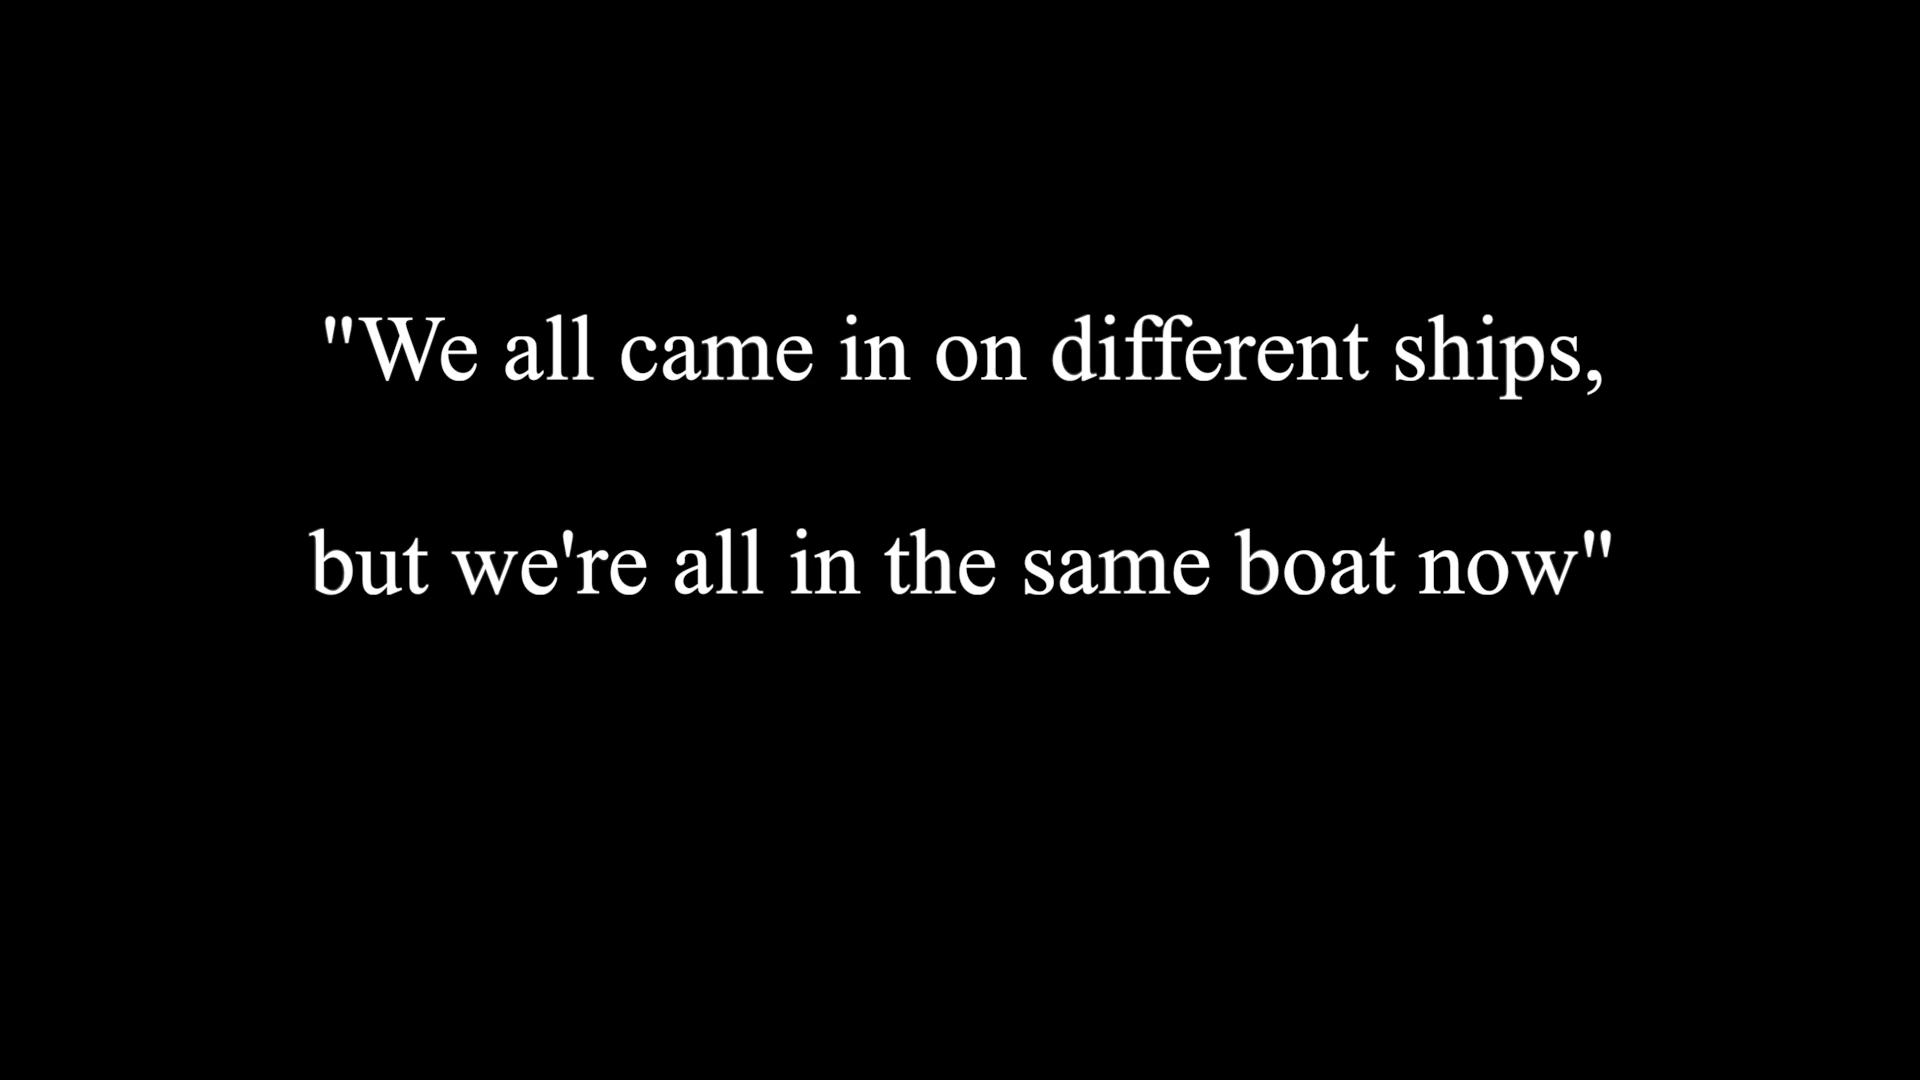 "We all came in on different ships,
but we're all in the same boat now"